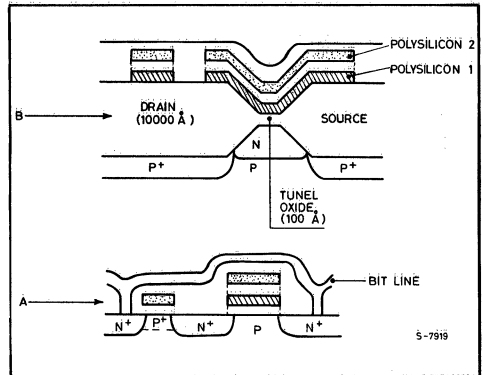 POLYSILICON 2
POLYSILICON 1
B
DRAIN
(10000 Å)
SOURCE
N
P+
P
P+
TUNEL
OXIDE
(100 Å)
BIT LINE
A
N+
P+
N+
P
N+
S-7919